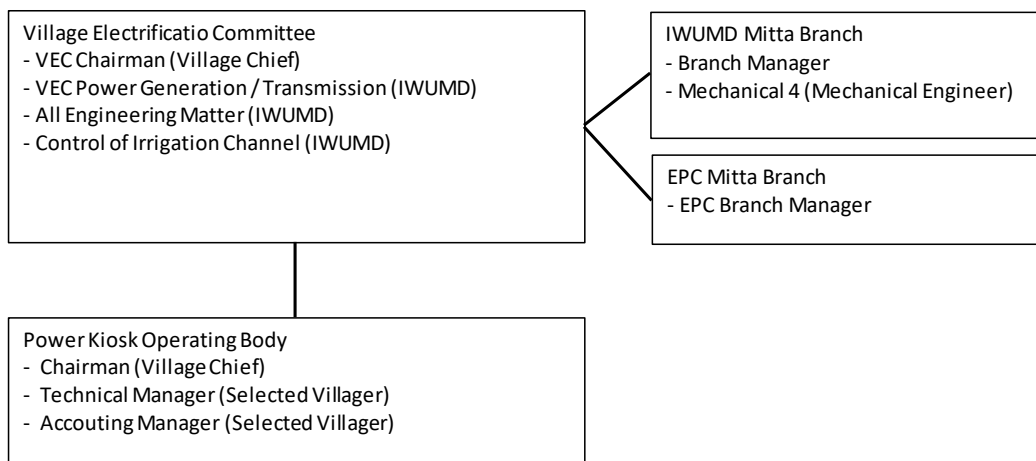 Village Electrificatio Committee
- VEC Chairman (Village Chief)
- VEC Power Generation / Transmission (IWUMD)
- All Engineering Matter (IWUMD)
- Control of Irrigation Channel (IWUMD)
IWUMD Mitta Branch
- Branch Manager
- Mechanical 4 (Mechanical Engineer)
EPC Mitta Branch
- EPC Branch Manager
Power Kiosk Operating Body
- Chairman (Village Chief)
- Technical Manager (Selected Villager)
- Accouting Manager (Selected Villager)